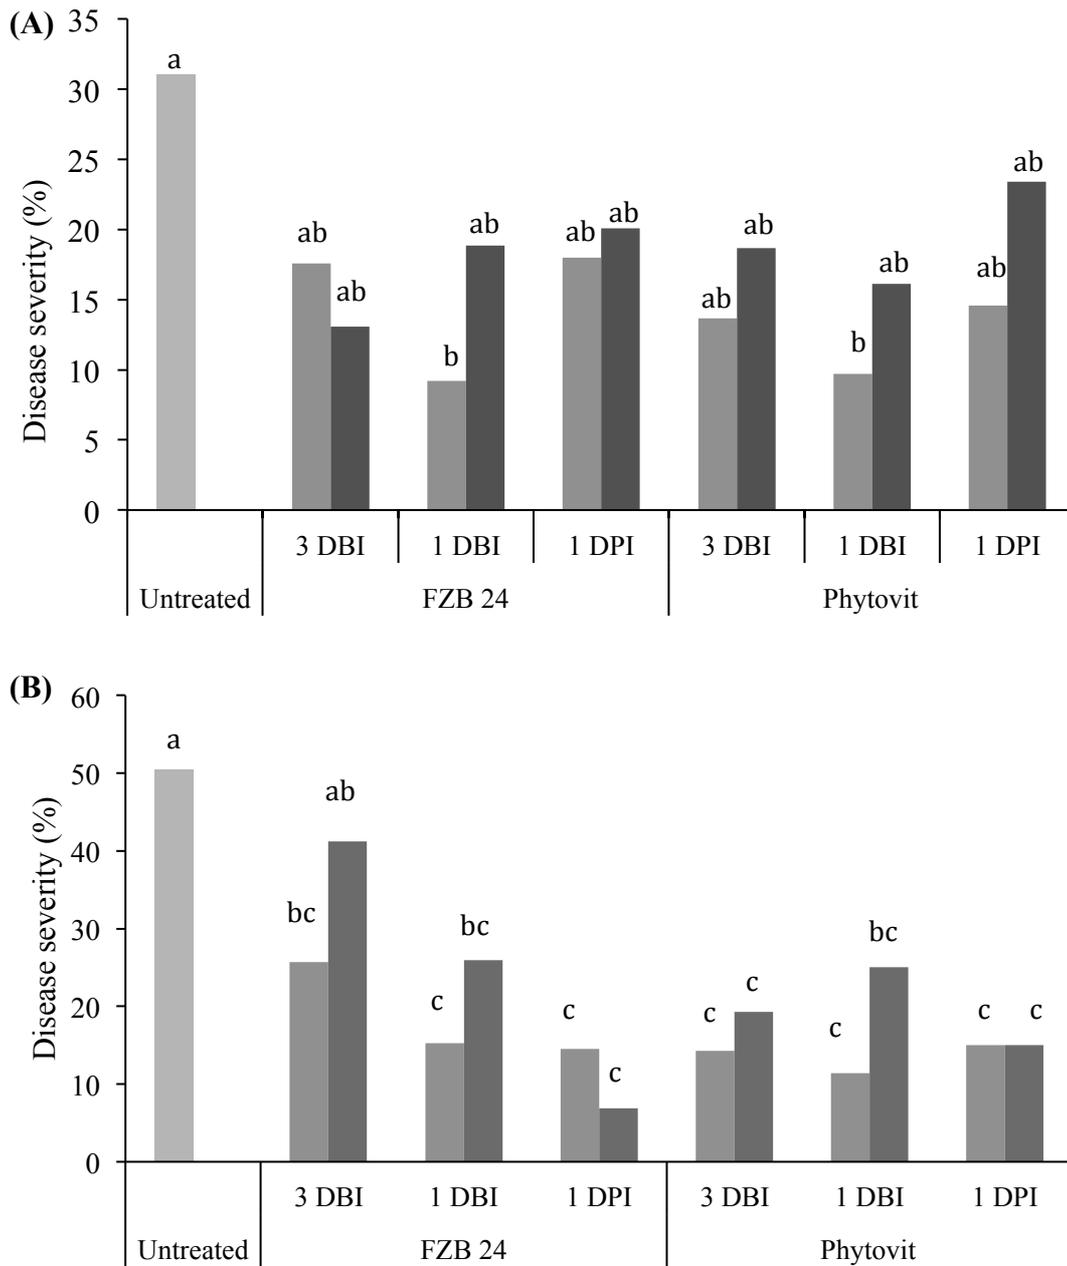 (A)
Disease severity (%)
35
30
25
20
15
10
5
0
a
ab
ab
b
ab
ab
ab
ab
ab
b
ab
ab
ab
3 DBI 1 DBI 1 DPI 3 DBI 1 DBI 1 DPI
Untreated FZB 24 Phytovit
(B)
Disease severity (%)
60
50
40
30
20
10
0
a
bc
ab
c
bc
c
c
c
c
c
bc
c
c
3 DBI 1 DBI 1 DPI 3 DBI 1 DBI 1 DPI
Untreated FZB 24 Phytovit